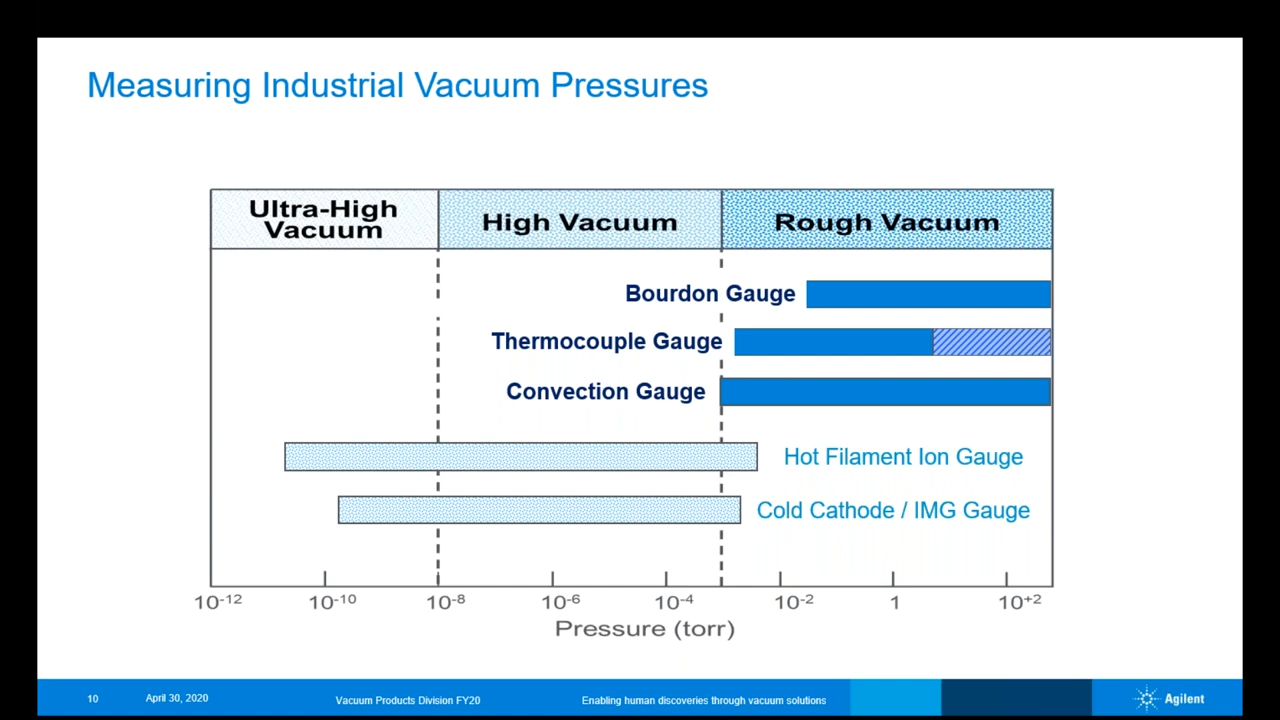 Measuring Industrial Vacuum Pressures
Ultra-High
Vacuum
High Vacuum
Rough Vacuum
Bourdon Gauge
Thermocouple Gauge
Convection Gauge
Hot Filament Ion Gauge
Cold Cathode / IMG Gauge
10⁻¹² 10⁻¹⁰ 10⁻⁸ 10⁻⁶ 10⁻⁴ 10⁻² 1 10⁺²
Pressure (torr)
10 April 30, 2020 Vacuum Products Division FY20 Enabling human discoveries through vacuum solutions Agilent